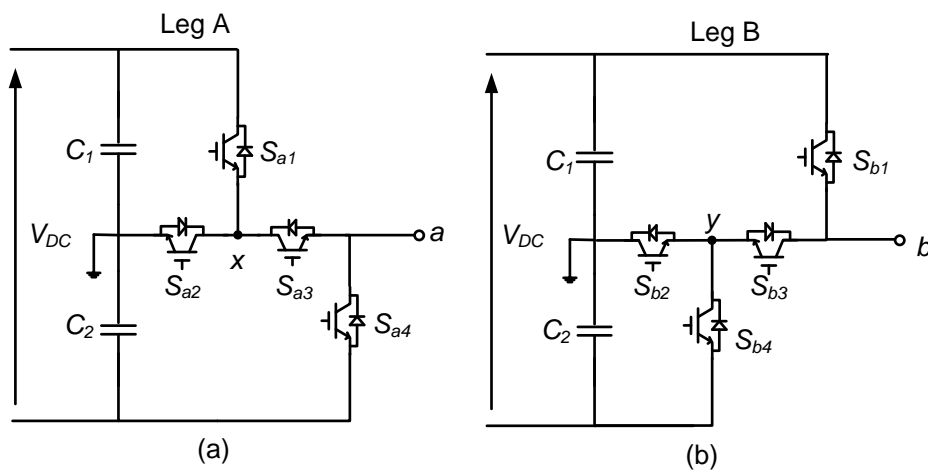 Leg A
Leg B
C1
Sa1
VDC
x
a
Sa2
Sa3
C2
Sa4
(a)
C1
Sb1
VDC
y
b
Sb2
Sb3
C2
Sb4
(b)